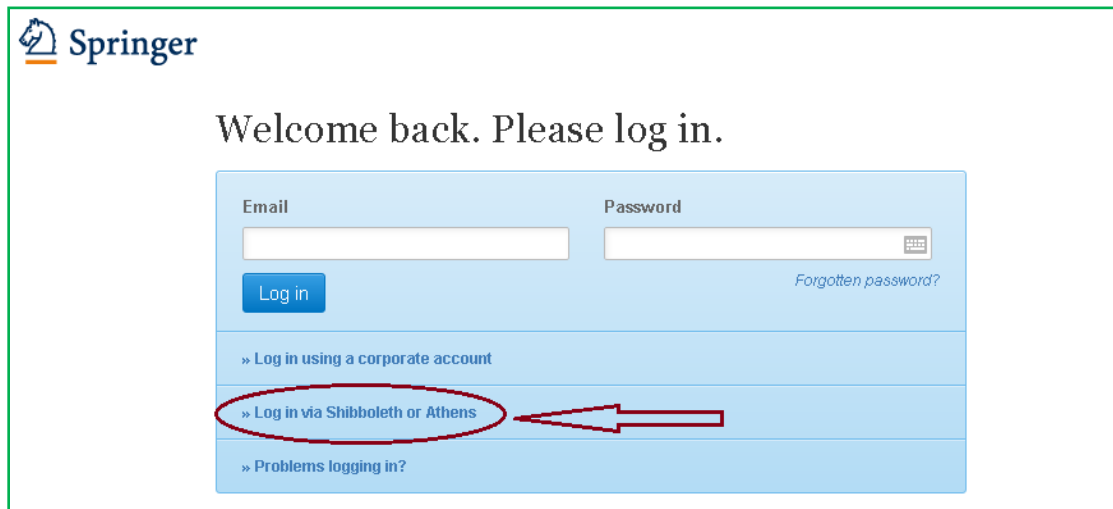 Springer
Welcome back. Please log in.
Email Password
Log in Forgotten password?
» Log in using a corporate account
» Log in via Shibboleth or Athens
» Problems logging in?